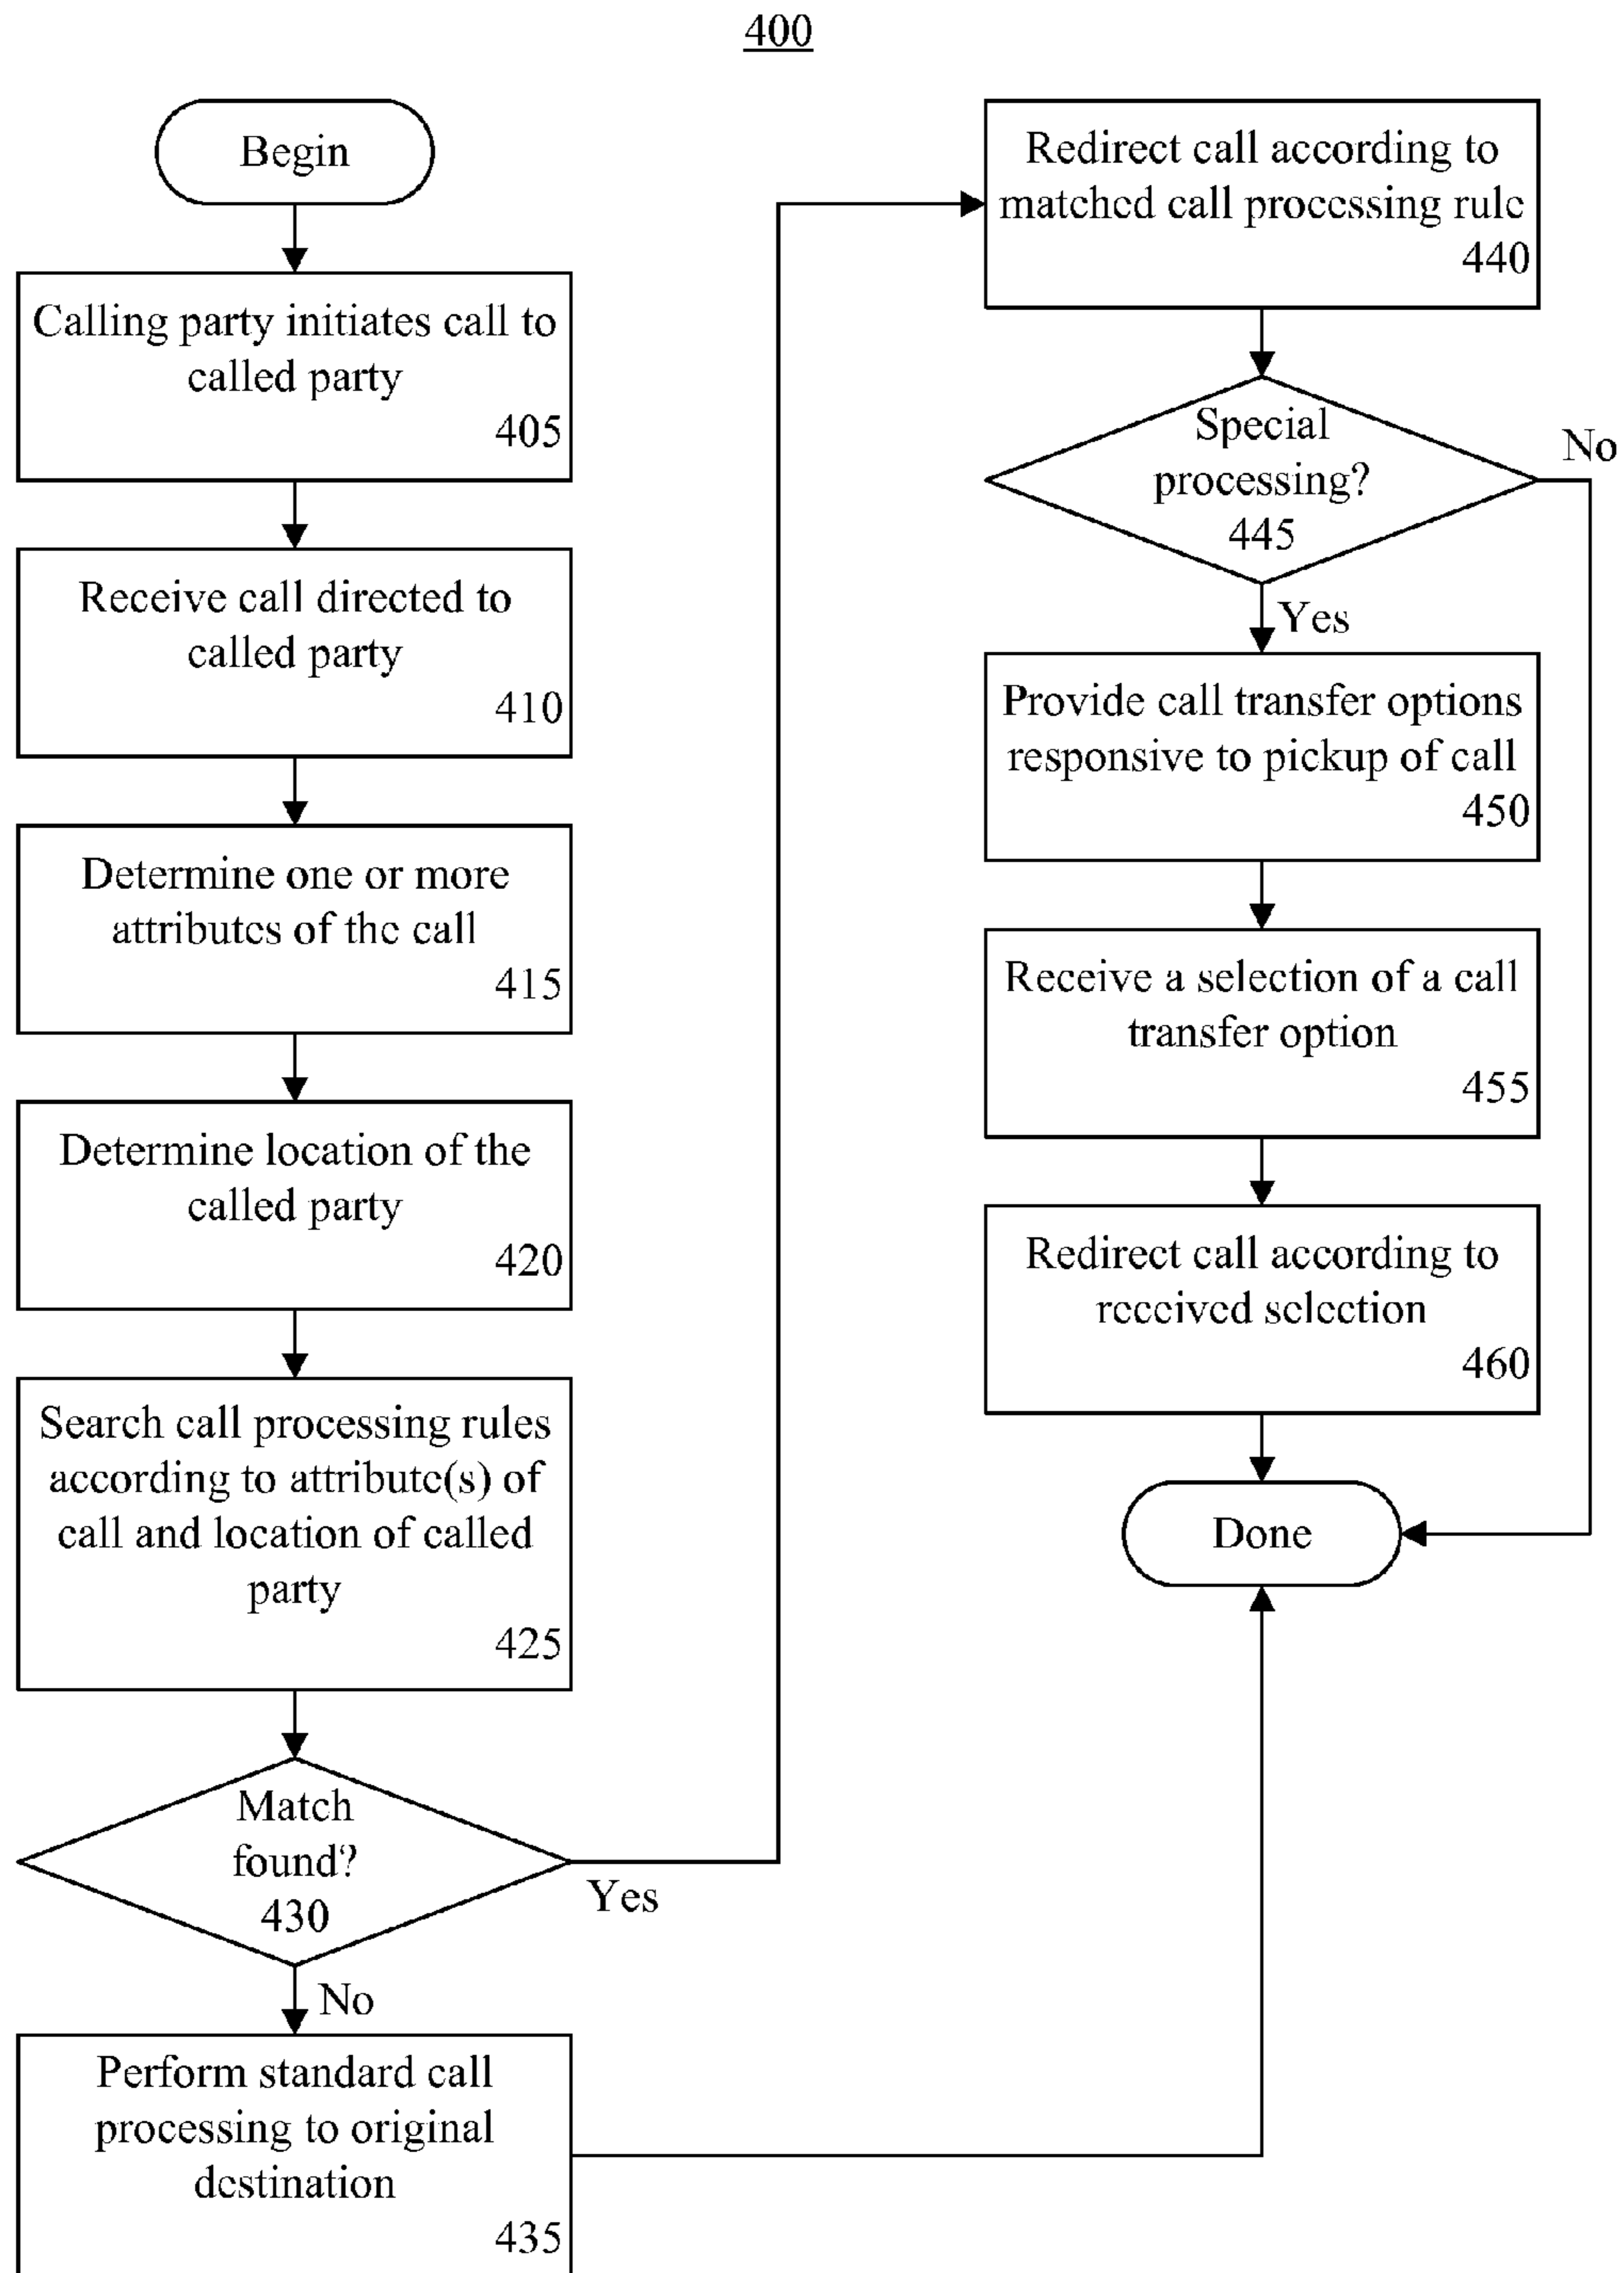 400
Begin
Calling party initiates call to
called party
405
Receive call directed to
called party
410
Determine one or more
attributes of the call
415
Determine location of the
called party
420
Search call processing rules
according to attribute(s) of
call and location of called
party
425
Match
found?
430
Yes
No
Perform standard call
processing to original
destination
435
Redirect call according to
matched call processing rule
440
Special
processing?
445
No
Yes
Provide call transfer options
responsive to pickup of call
450
Receive a selection of a call
transfer option
455
Redirect call according to
received selection
460
Done